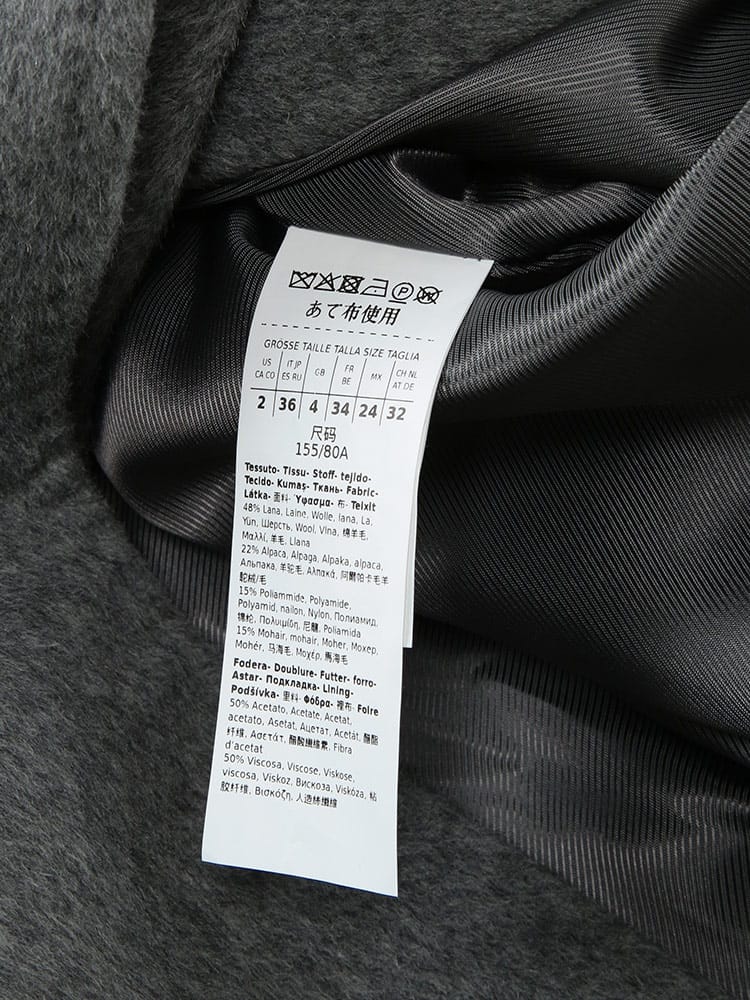 P W
あて布使用
GRÖSSE TAILLE TALLA SIZE TAGLIA
US CA CO | IT JP ES RU | GB | FR BE | MX | CH NL AT DE
2 | 36 | 4 | 34 | 24 | 32
尺码
155/80A
Tessuto- Tissu- Stoff- tejido-
Tecido- Kumaş- Ткань- Fabric-
Látka- 面料- Ύφασμα- 布- Teixit
48% Lana, Laine, Wolle, lana, La,
Yün, Шерсть, Wool, Vlna, 绵羊毛,
Μαλλί, 羊毛, Llana
22% Alpaca, Alpaga, Alpaka, alpaca,
Альпака, 羊驼毛, Αλπακά, 阿爾帕卡毛羊
駝絨/毛
15% Poliammide, Polyamide,
Polyamid, nailon, Nylon, Полиамид,
锦纶, Πολυμίδη, 尼龍, Poliamida
15% Mohair, mohair, Moher, Мохер,
Mohér, 马海毛, Μοχέρ, 馬海毛
Fodera- Doublure- Futter- forro-
Astar- Подкладка- Lining-
Podšívka- 里料- Φόδρα- 裡布- Folre
50% Acetato, Acetate, Acetat,
acetato, Asetat, Ацетат, Acetát, 醋酯
纤维, Ασετάτ, 醋酸纖維素, Fibra
d'acetat
50% Viscosa, Viscose, Viskose,
viscosa, Viskoz, Вискоза, Viskóza, 粘
胶纤维, Βισκόζη, 人造絲纖維